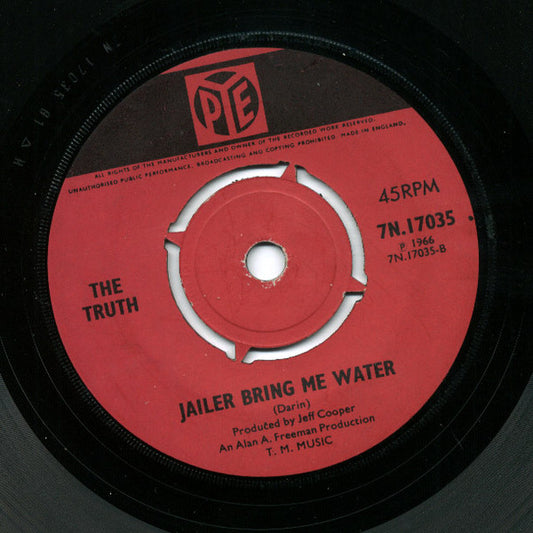 PYE
ALL RIGHTS OF THE MANUFACTURERS AND OWNER OF THE RECORDED WORK RESERVED.
UNAUTHORISED PUBLIC PERFORMANCE, BROADCASTING AND COPYING PROHIBITED. MADE IN ENGLAND.
45RPM
7N.17035
P 1966
7N.17035-B
THE
TRUTH
JAILER BRING ME WATER
(Darin)
Produced by Jeff Cooper
An Alan A. Freeman Production
T. M. MUSIC